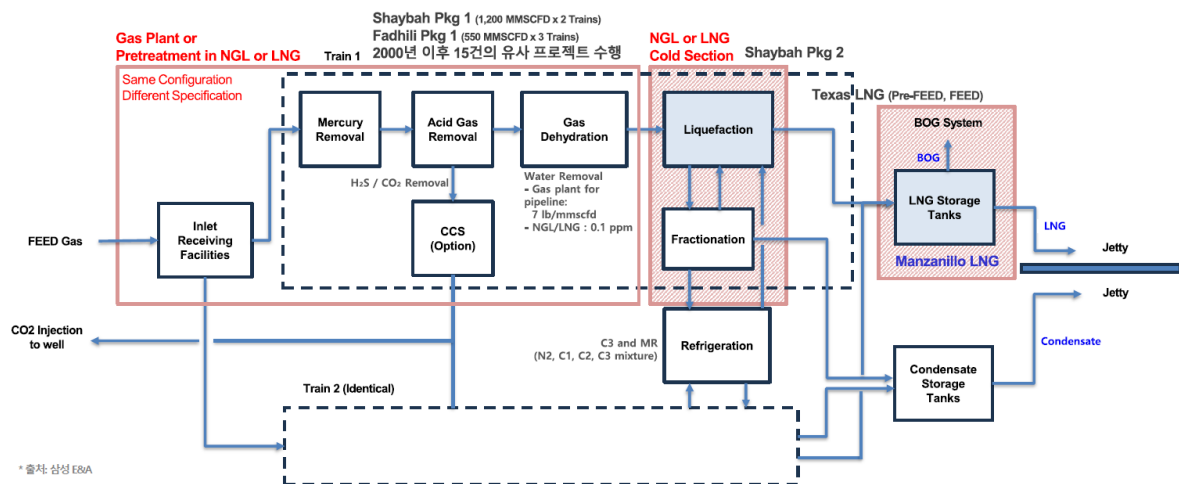 Shaybah Pkg 1 (1,200 MMSCFD x 2 Trains)
Fadhili Pkg 1 (550 MMSCFD x 3 Trains)
2000년 이후 15건의 유사 프로젝트 수행
Gas Plant or
Pretreatment in NGL or LNG
Train 1
NGL or LNG
Cold Section
Shaybah Pkg 2
Same Configuration
Different Specification
Texas LNG (Pre-FEED, FEED)
Mercury
Removal
Acid Gas
Removal
Gas
Dehydration
Liquefaction
BOG System
BOG
H₂S / CO₂ Removal
Water Removal
- Gas plant for
pipeline:
7 lb/mmscfd
- NGL/LNG : 0.1 ppm
LNG Storage
Tanks
FEED Gas
Inlet
Receiving
Facilities
CCS
(Option)
Fractionation
LNG
Jetty
Manzanillo LNG
Jetty
CO2 Injection
to well
C3 and MR
(N2, C1, C2, C3 mixture)
Refrigeration
Condensate
Condensate
Storage
Tanks
Train 2 (Identical)
* 출처: 삼성 E&A